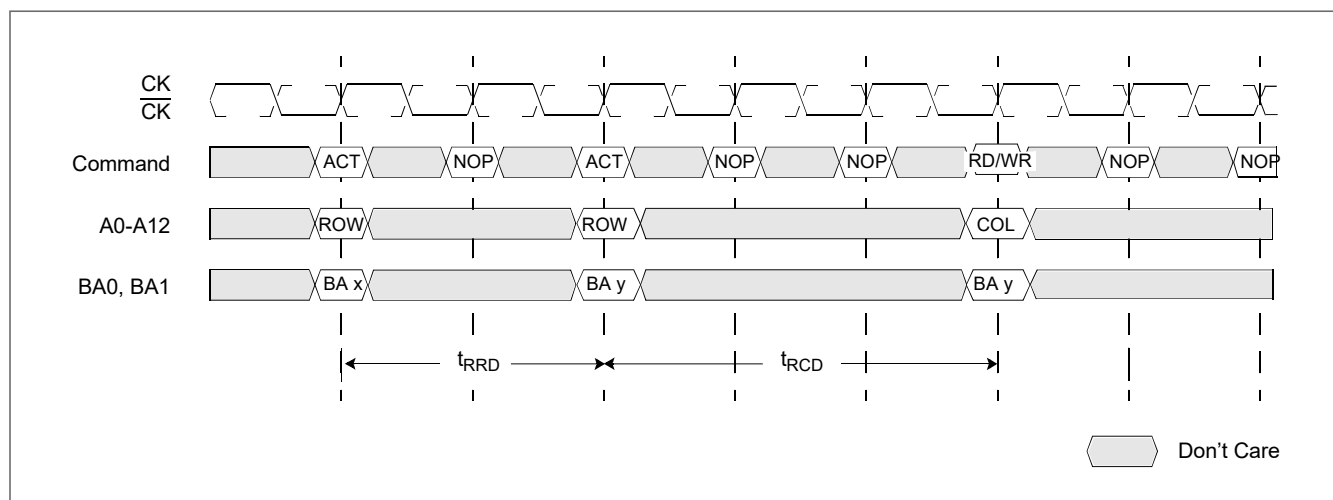 CK
CK
Command ACT NOP ACT NOP NOP RD/WR NOP NOP
A0-A12 ROW ROW COL
BA0, BA1 BA x BA y BA y
tRRD tRCD
Don't Care